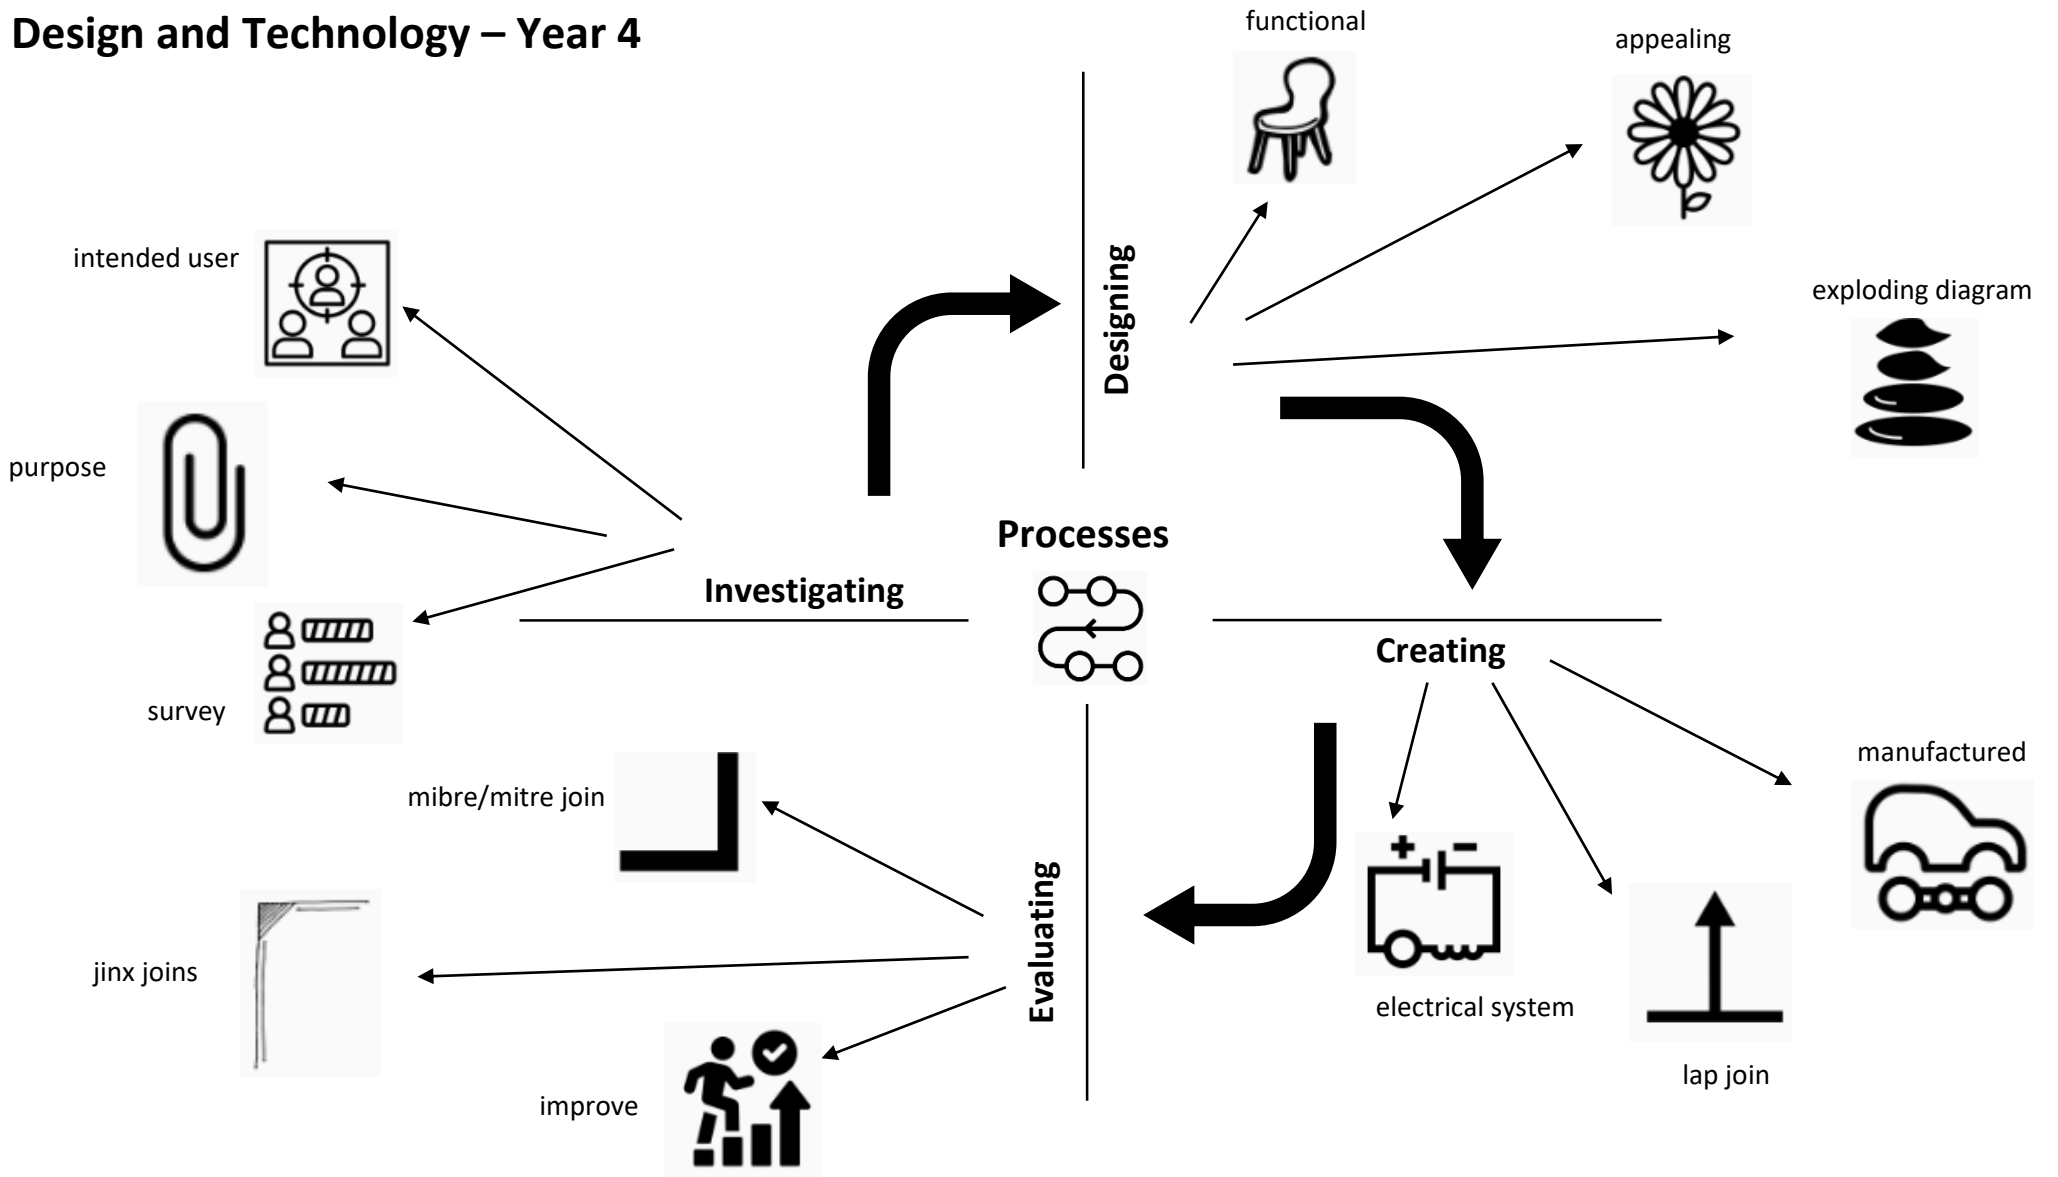 Design and Technology – Year 4
functional
appealing
intended user
Designing
exploding diagram
purpose
Processes
Investigating
Creating
survey
manufactured
mibre/mitre join
Evaluating
jinx joins
electrical system
lap join
improve
+ −